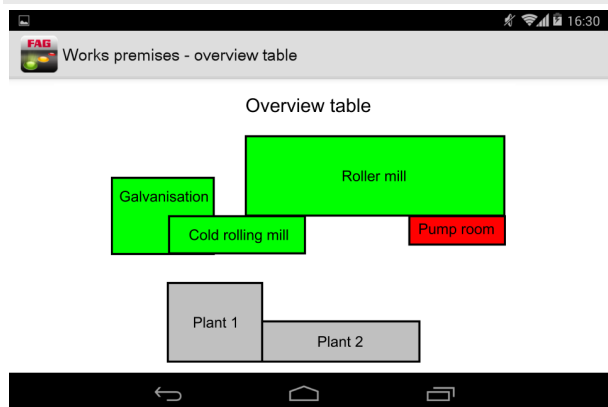 16:30
FAG
Works premises - overview table
Overview table
Roller mill
Galvanisation
Cold rolling mill
Pump room
Plant 1
Plant 2